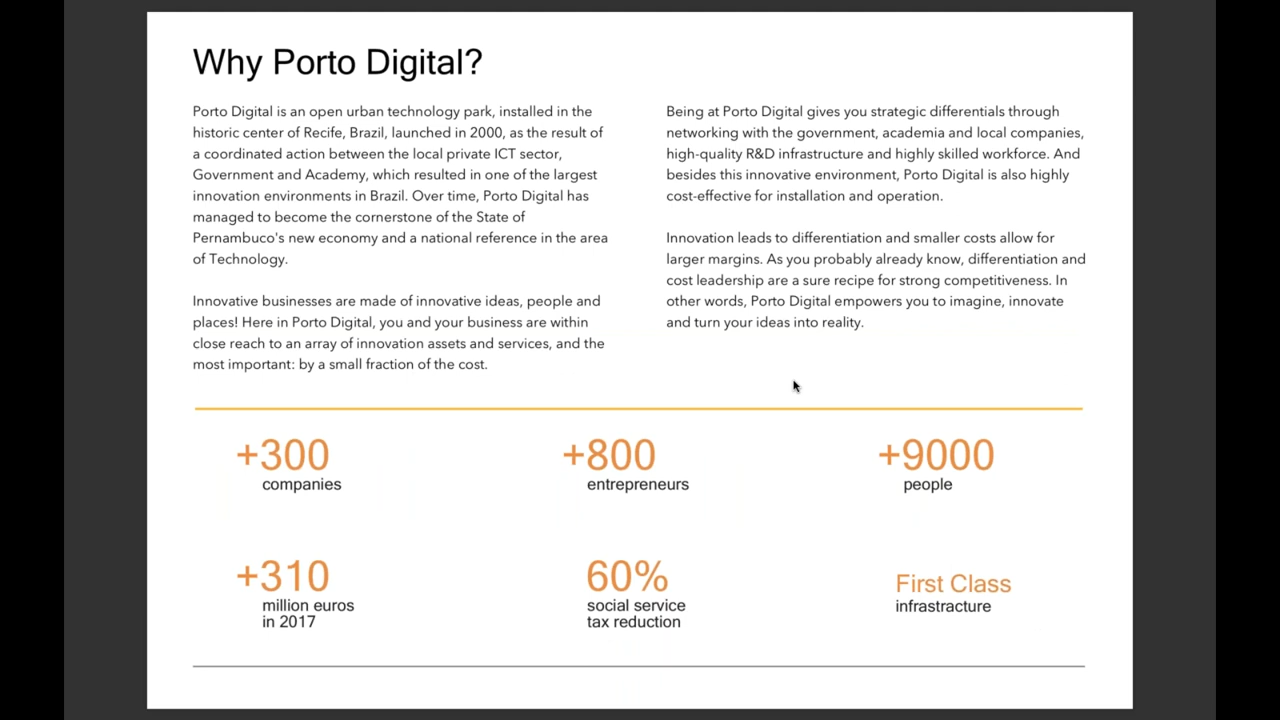 Why Porto Digital?
Porto Digital is an open urban technology park, installed in the
historic center of Recife, Brazil, launched in 2000, as the result of
a coordinated action between the local private ICT sector,
Government and Academy, which resulted in one of the largest
innovation environments in Brazil. Over time, Porto Digital has
managed to become the cornerstone of the State of
Pernambuco's new economy and a national reference in the area
of Technology.
Innovative businesses are made of innovative ideas, people and
places! Here in Porto Digital, you and your business are within
close reach to an array of innovation assets and services, and the
most important: by a small fraction of the cost.
Being at Porto Digital gives you strategic differentials through
networking with the government, academia and local companies,
high-quality R&D infrastructure and highly skilled workforce. And
besides this innovative environment, Porto Digital is also highly
cost-effective for installation and operation.
Innovation leads to differentiation and smaller costs allow for
larger margins. As you probably already know, differentiation and
cost leadership are a sure recipe for strong competitiveness. In
other words, Porto Digital empowers you to imagine, innovate
and turn your ideas into reality.
+300
companies
+800
entrepreneurs
+9000
people
+310
million euros
in 2017
60%
social service
tax reduction
First Class
infrastracture